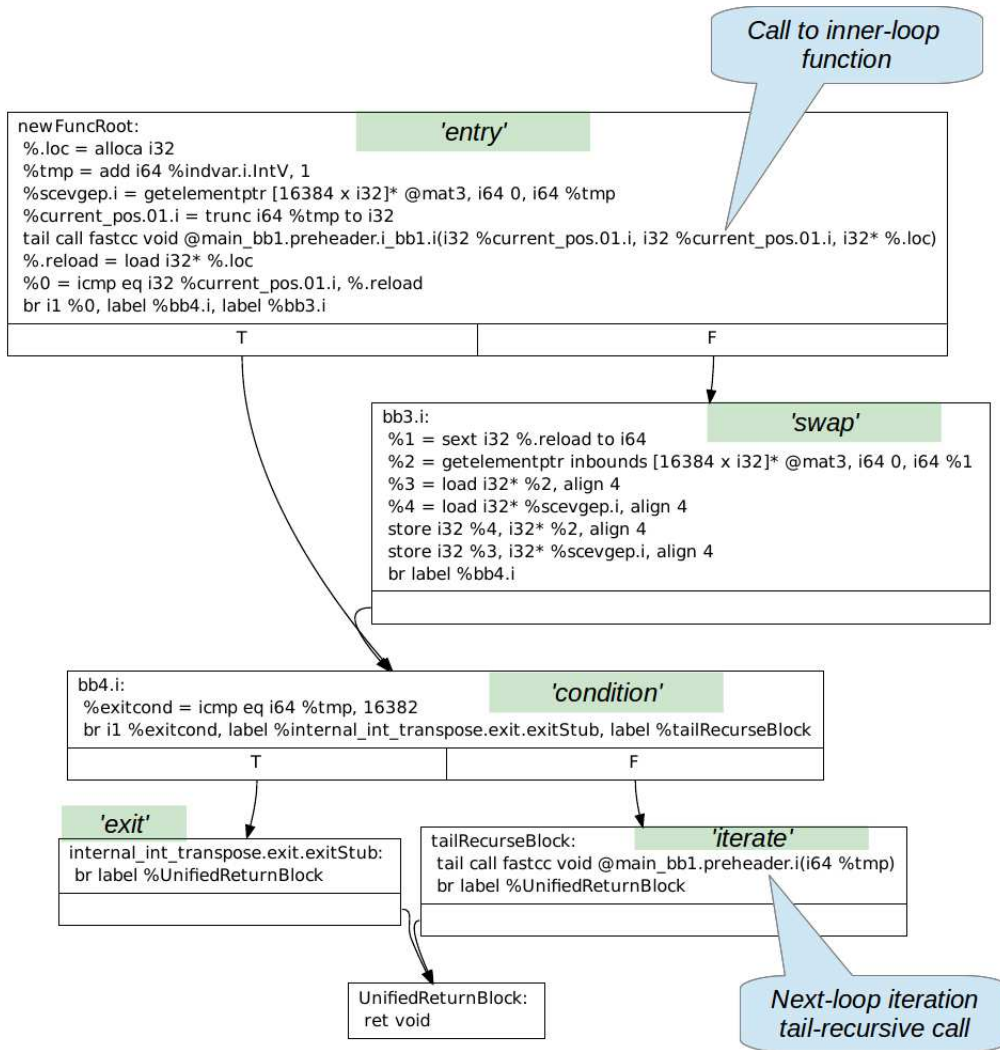 Call to inner-loop
function
newFuncRoot:
'entry'
%.loc = alloca i32
%tmp = add i64 %indvar.i.IntV, 1
%scevgep.i = getelementptr [16384 x i32]* @mat3, i64 0, i64 %tmp
%current_pos.01.i = trunc i64 %tmp to i32
tail call fastcc void @main_bb1.preheader.i_bb1.i(i32 %current_pos.01.i, i32 %current_pos.01.i, i32* %.loc)
%.reload = load i32* %.loc
%0 = icmp eq i32 %current_pos.01.i, %.reload
br i1 %0, label %bb4.i, label %bb3.i
T
F
bb3.i:
'swap'
%1 = sext i32 %.reload to i64
%2 = getelementptr inbounds [16384 x i32]* @mat3, i64 0, i64 %1
%3 = load i32* %2, align 4
%4 = load i32* %scevgep.i, align 4
store i32 %4, i32* %2, align 4
store i32 %3, i32* %scevgep.i, align 4
br label %bb4.i
bb4.i:
'condition'
%exitcond = icmp eq i64 %tmp, 16382
br i1 %exitcond, label %internal_int_transpose.exit.exitStub, label %tailRecurseBlock
T
F
'exit'
internal_int_transpose.exit.exitStub:
br label %UnifiedReturnBlock
'iterate'
tailRecurseBlock:
tail call fastcc void @main_bb1.preheader.i(i64 %tmp)
br label %UnifiedReturnBlock
UnifiedReturnBlock:
ret void
Next-loop iteration
tail-recursive call